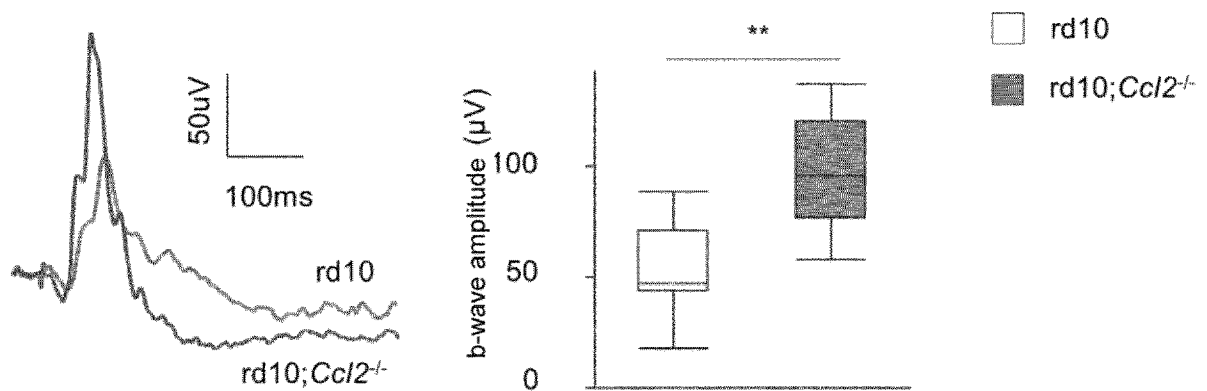 50uV
100ms
rd10
rd10;Ccl2-/-
b-wave amplitude (µV)
100
50
0
**
rd10
rd10;Ccl2-/-